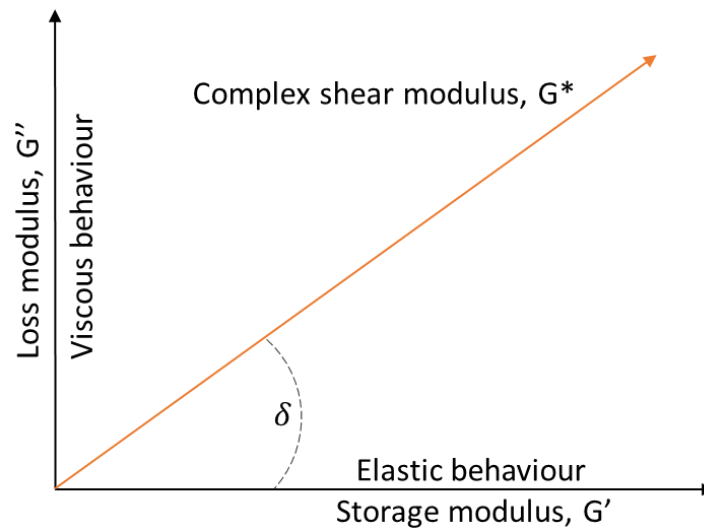 Complex shear modulus, G*
Loss modulus, G’’
Viscous behaviour
δ
Elastic behaviour
Storage modulus, G’